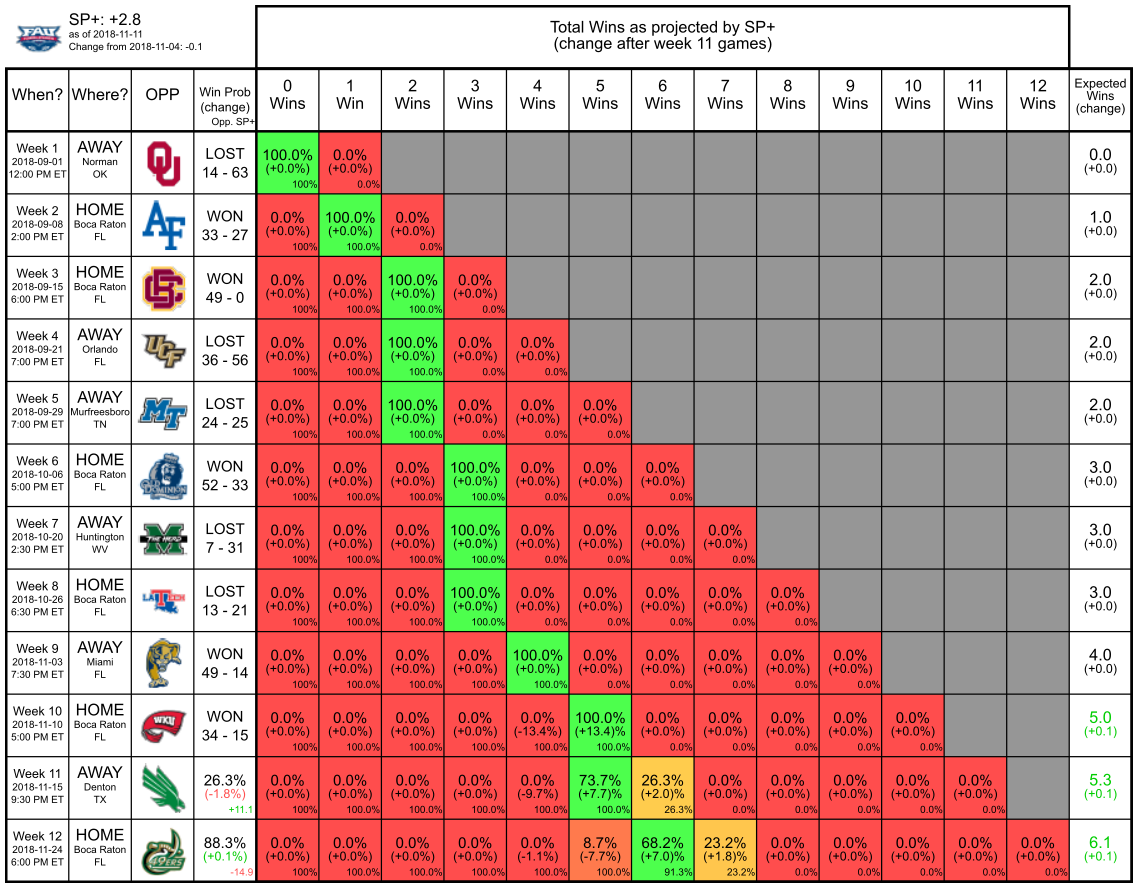 FAU
SP+: +2.8
as of 2018-11-11
Change from 2018-11-04: -0.1
Total Wins as projected by SP+
(change after week 11 games)
When? Where? OPP Win Prob (change) Opp. SP+ 0 Wins 1 Win 2 Wins 3 Wins 4 Wins 5 Wins 6 Wins 7 Wins 8 Wins 9 Wins 10 Wins 11 Wins 12 Wins Expected Wins (change)
Week 1 AWAY LOST 100.0% 0.0% 0.0
2018-09-01 Norman OU 14 - 63 (+0.0%) (+0.0%) (+0.0)
12:00 PM ET OK 100% 0.0%
Week 2 HOME WON 0.0% 100.0% 0.0% 1.0
2018-09-08 Boca Raton AF 33 - 27 (+0.0%) (+0.0%) (+0.0%) (+0.0)
2:00 PM ET FL 100% 100.0% 0.0%
Week 3 HOME WON 0.0% 0.0% 100.0% 0.0% 2.0
2018-09-15 Boca Raton 49 - 0 (+0.0%) (+0.0%) (+0.0%) (+0.0%) (+0.0)
6:00 PM ET FL 100% 100.0% 100.0% 0.0%
Week 4 AWAY LOST 0.0% 0.0% 100.0% 0.0% 0.0% 2.0
2018-09-21 Orlando UCF 36 - 56 (+0.0%) (+0.0%) (+0.0%) (+0.0%) (+0.0%) (+0.0)
7:00 PM ET FL 100% 100.0% 100.0% 0.0% 0.0%
Week 5 AWAY LOST 0.0% 0.0% 100.0% 0.0% 0.0% 0.0% 2.0
2018-09-29 Murfreesboro MT 24 - 25 (+0.0%) (+0.0%) (+0.0%) (+0.0%) (+0.0%) (+0.0%) (+0.0)
7:00 PM ET TN 100% 100.0% 100.0% 0.0% 0.0% 0.0%
Week 6 HOME WON 0.0% 0.0% 0.0% 100.0% 0.0% 0.0% 0.0% 3.0
2018-10-06 Boca Raton OLD DOMINION 52 - 33 (+0.0%) (+0.0%) (+0.0%) (+0.0%) (+0.0%) (+0.0%) (+0.0%) (+0.0)
5:00 PM ET FL 100% 100.0% 100.0% 100.0% 0.0% 0.0% 0.0%
Week 7 AWAY LOST 0.0% 0.0% 0.0% 100.0% 0.0% 0.0% 0.0% 0.0% 3.0
2018-10-20 Huntington THE HERD 7 - 31 (+0.0%) (+0.0%) (+0.0%) (+0.0%) (+0.0%) (+0.0%) (+0.0%) (+0.0%) (+0.0)
2:30 PM ET WV 100% 100.0% 100.0% 100.0% 0.0% 0.0% 0.0% 0.0%
Week 8 HOME LOST 0.0% 0.0% 0.0% 100.0% 0.0% 0.0% 0.0% 0.0% 0.0% 3.0
2018-10-26 Boca Raton LA TECH 13 - 21 (+0.0%) (+0.0%) (+0.0%) (+0.0%) (+0.0%) (+0.0%) (+0.0%) (+0.0%) (+0.0%) (+0.0)
6:30 PM ET FL 100% 100.0% 100.0% 100.0% 0.0% 0.0% 0.0% 0.0% 0.0%
Week 9 AWAY WON 0.0% 0.0% 0.0% 0.0% 100.0% 0.0% 0.0% 0.0% 0.0% 0.0% 4.0
2018-11-03 Miami 49 - 14 (+0.0%) (+0.0%) (+0.0%) (+0.0%) (+0.0%) (+0.0%) (+0.0%) (+0.0%) (+0.0%) (+0.0%) (+0.0)
7:30 PM ET FL 100% 100.0% 100.0% 100.0% 100.0% 0.0% 0.0% 0.0% 0.0% 0.0%
Week 10 HOME WON 0.0% 0.0% 0.0% 0.0% 0.0% 100.0% 0.0% 0.0% 0.0% 0.0% 0.0% 5.0
2018-11-10 Boca Raton WKU 34 - 15 (+0.0%) (+0.0%) (+0.0%) (+0.0%) (-13.4%) (+13.4)% (+0.0%) (+0.0%) (+0.0%) (+0.0%) (+0.0%) (+0.1)
5:00 PM ET FL 100% 100.0% 100.0% 100.0% 100.0% 100.0% 0.0% 0.0% 0.0% 0.0% 0.0%
Week 11 AWAY 26.3% 0.0% 0.0% 0.0% 0.0% 0.0% 73.7% 26.3% 0.0% 0.0% 0.0% 0.0% 0.0% 5.3
2018-11-15 Denton (-1.8%) (+0.0%) (+0.0%) (+0.0%) (+0.0%) (-9.7%) (+7.7)% (+2.0)% (+0.0%) (+0.0%) (+0.0%) (+0.0%) (+0.0%) (+0.1)
9:30 PM ET TX +11.1 100% 100.0% 100.0% 100.0% 100.0% 100.0% 26.3% 0.0% 0.0% 0.0% 0.0% 0.0%
Week 12 HOME 88.3% 0.0% 0.0% 0.0% 0.0% 0.0% 8.7% 68.2% 23.2% 0.0% 0.0% 0.0% 0.0% 0.0% 6.1
2018-11-24 Boca Raton 49ERS (+0.1%) (+0.0%) (+0.0%) (+0.0%) (+0.0%) (-1.1%) (-7.7%) (+7.0)% (+1.8)% (+0.0%) (+0.0%) (+0.0%) (+0.0%) (+0.0%) (+0.1)
6:00 PM ET FL -14.9 100% 100.0% 100.0% 100.0% 100.0% 100.0% 91.3% 23.2% 0.0% 0.0% 0.0% 0.0% 0.0%